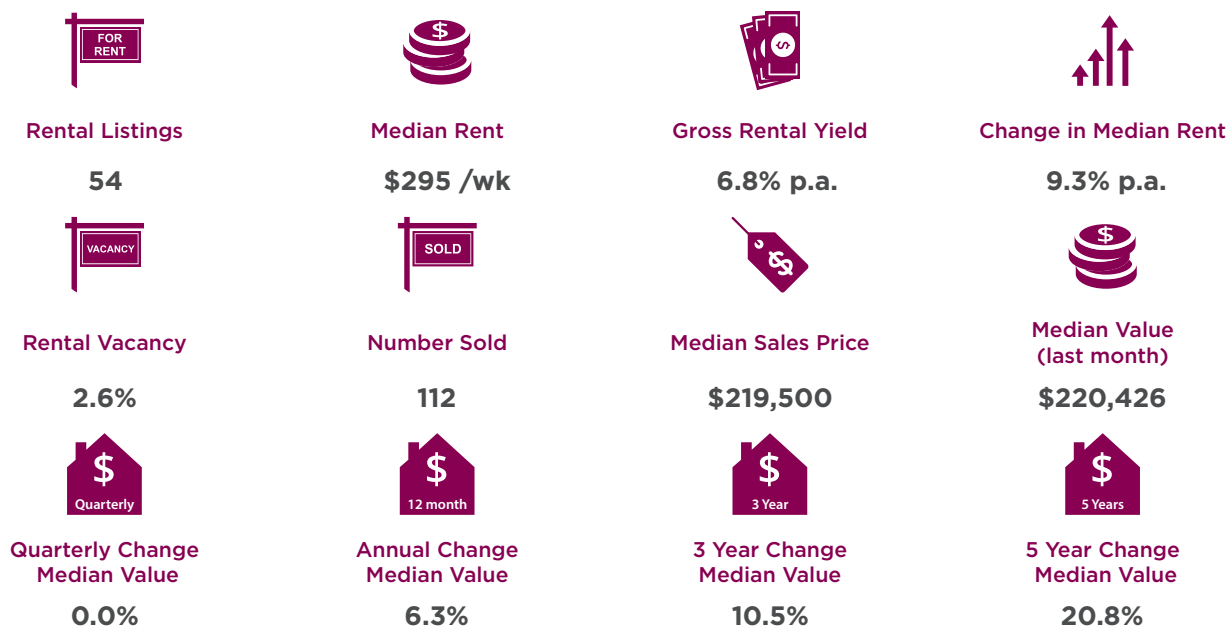 FOR
RENT
$
$
Rental Listings
Median Rent
Gross Rental Yield
Change in Median Rent
54
$295 /wk
6.8% p.a.
9.3% p.a.
VACANCY
SOLD
$
$
Rental Vacancy
Number Sold
Median Sales Price
Median Value
(last month)
2.6%
112
$219,500
$220,426
$
Quarterly
$
12 month
$
3 Year
$
5 Years
Quarterly Change
Median Value
Annual Change
Median Value
3 Year Change
Median Value
5 Year Change
Median Value
0.0%
6.3%
10.5%
20.8%